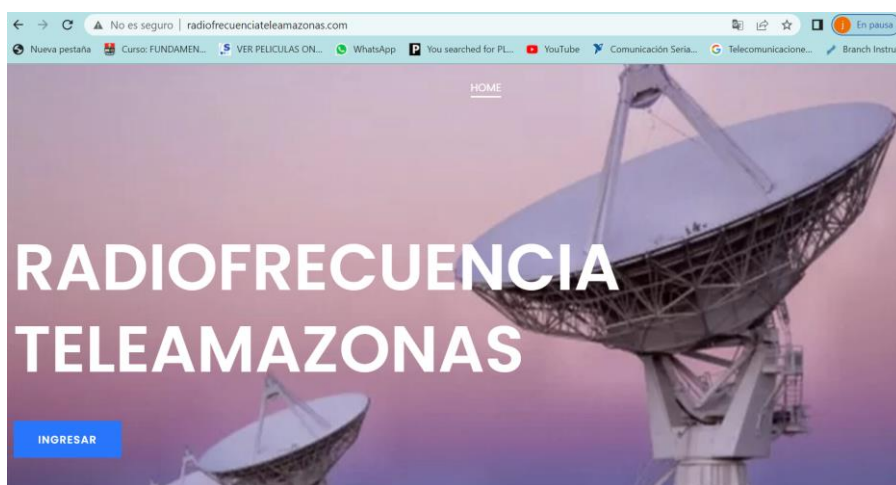 No es seguro | radiofrecuenciateleamazonas.com
En pausa
Nueva pestaña Curso: FUNDAMEN... VER PELICULAS ON... WhatsApp You searched for PL... YouTube Comunicación Seria... Telecomunicacione... Branch Instru
HOME
RADIOFRECUENCIA
TELEAMAZONAS
INGRESAR